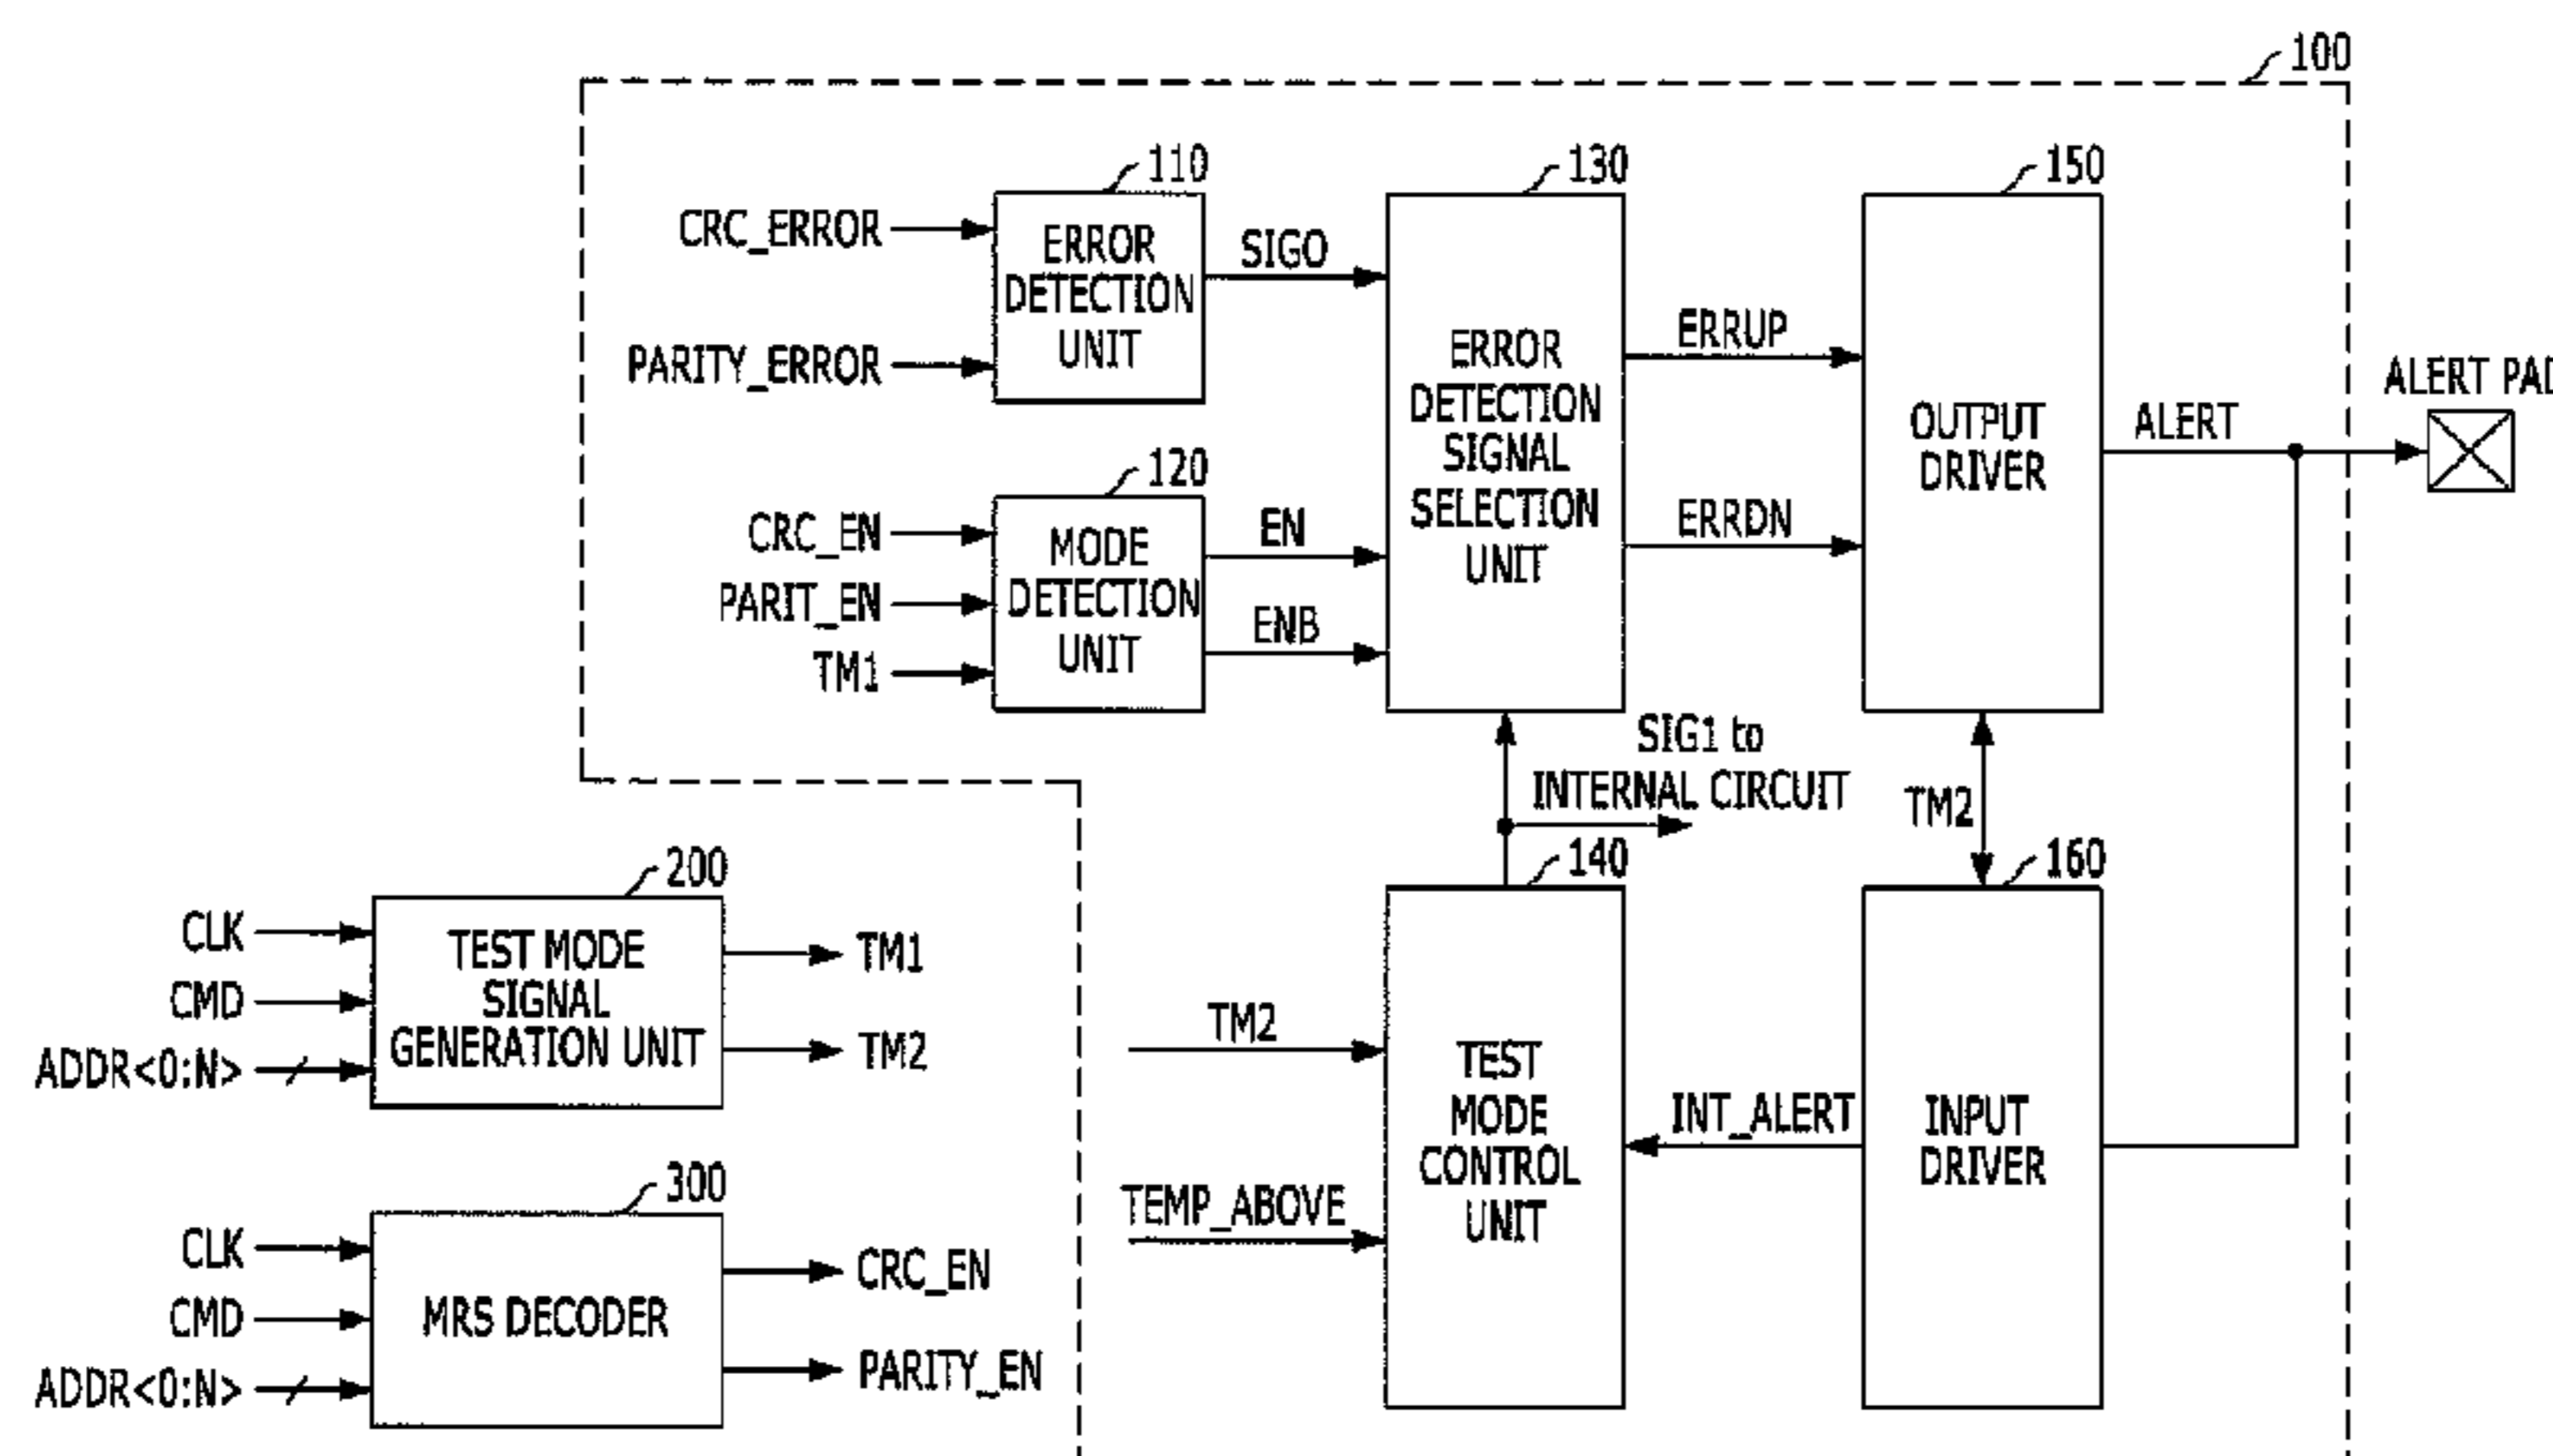 100
110
130
150
CRC_ERROR
PARITY_ERROR
ERROR
DETECTION
UNIT
SIGO
ERROR
DETECTION
SIGNAL
SELECTION
UNIT
ERRUP
ERRDN
OUTPUT
DRIVER
ALERT
ALERT PAD
120
CRC_EN
PARIT_EN
TM1
MODE
DETECTION
UNIT
EN
ENB
SIG1 to
INTERNAL CIRCUIT
TM2
200
CLK
CMD
ADDR<0:N>
TEST MODE
SIGNAL
GENERATION UNIT
TM1
TM2
140
160
TM2
TEMP_ABOVE
TEST
MODE
CONTROL
UNIT
INT_ALERT
INPUT
DRIVER
300
CLK
CMD
ADDR<0:N>
MRS DECODER
CRC_EN
PARITY_EN